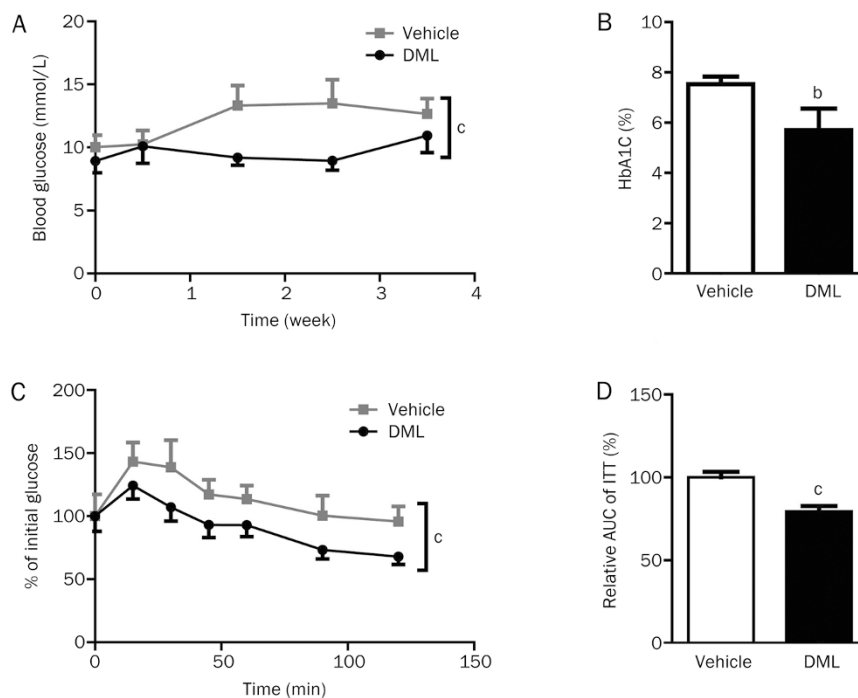 A
Blood glucose (mmol/L)
20
15
10
5
0
0 1 2 3 4
Time (week)
Vehicle
DML
c
B
HbA1C (%)
10
8
6
4
2
0
b
Vehicle DML
C
% of initial glucose
200
150
100
50
0
0 50 100 150
Time (min)
Vehicle
DML
c
D
Relative AUC of ITT (%)
150
100
50
0
c
Vehicle DML